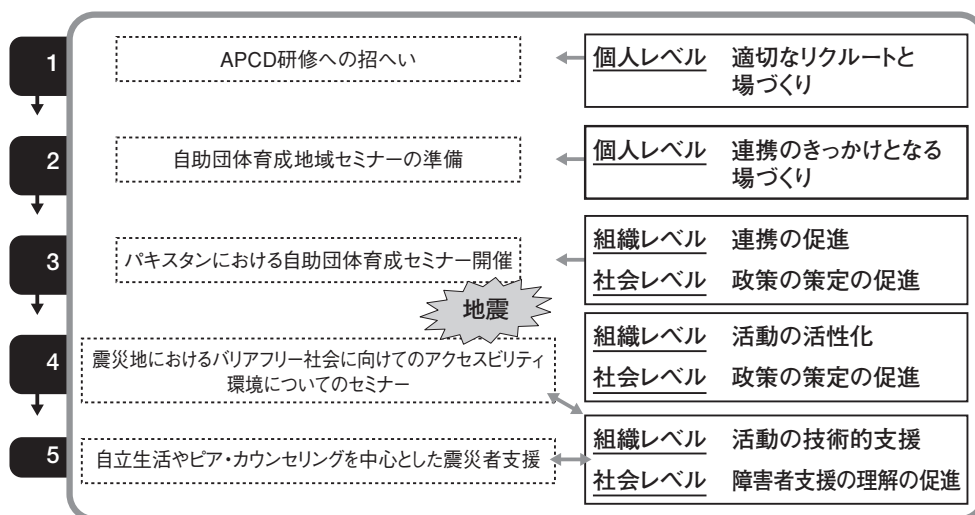 1
APCD研修への招へい
個人レベル 適切なリクルートと
場づくり
2
自助団体育成地域セミナーの準備
個人レベル 連携のきっかけとなる
場づくり
3
パキスタンにおける自助団体育成セミナー開催
組織レベル 連携の促進
社会レベル 政策の策定の促進
地震
4
震災地におけるバリアフリー社会に向けてのアクセスビリティ
環境についてのセミナー
組織レベル 活動の活性化
社会レベル 政策の策定の促進
5
自立生活やピア・カウンセリングを中心とした震災者支援
組織レベル 活動の技術的支援
社会レベル 障害者支援の理解の促進